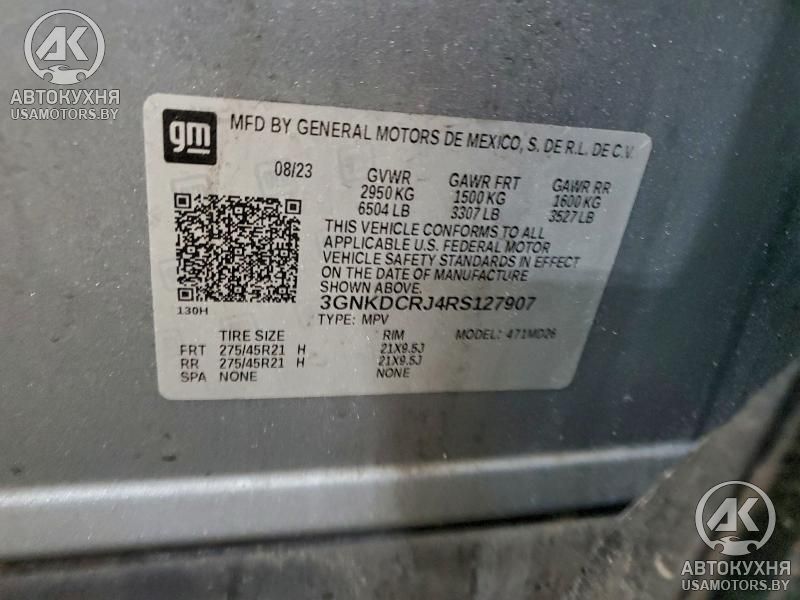 AK
АВТОКУХНЯ
USAMOTORS.BY
gm MFD BY GENERAL MOTORS DE MEXICO, S. DE R.L. DE C.V.
08/23 GVWR GAWR FRT GAWR RR
2950 KG 1500 KG 1600 KG
6504 LB 3307 LB 3527 LB
THIS VEHICLE CONFORMS TO ALL
APPLICABLE U.S. FEDERAL MOTOR
VEHICLE SAFETY STANDARDS IN EFFECT
ON THE DATE OF MANUFACTURE
SHOWN ABOVE.
130H 3GNKDCRJ4RS127907
TYPE: MPV MODEL: 471MD26
TIRE SIZE RIM
FRT 275/45R21 H 21X9.5J
RR 275/45R21 H 21X9.5J
SPA NONE NONE
AK
АВТОКУХНЯ
USAMOTORS.BY